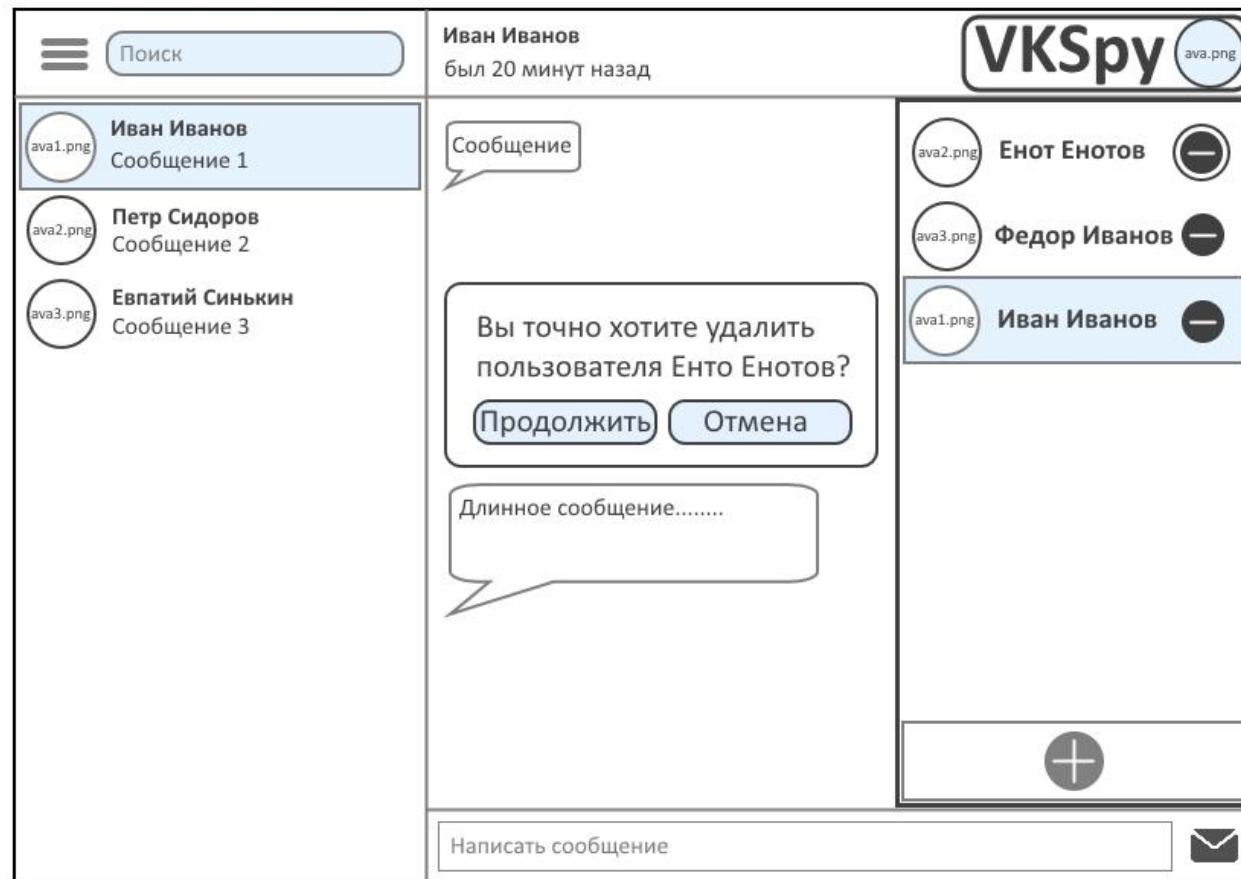 Поиск
Иван Иванов
был 20 минут назад
VKSpy
ava.png
ava1.png
Иван Иванов
Сообщение 1
ava2.png
Петр Сидоров
Сообщение 2
ava3.png
Евпатий Синькин
Сообщение 3
Сообщение
Вы точно хотите удалить
пользователя Енто Енотов?
Продолжить
Отмена
Длинное сообщение........
ava2.png
Енот Енотов
ava3.png
Федор Иванов
ava1.png
Иван Иванов
Написать сообщение